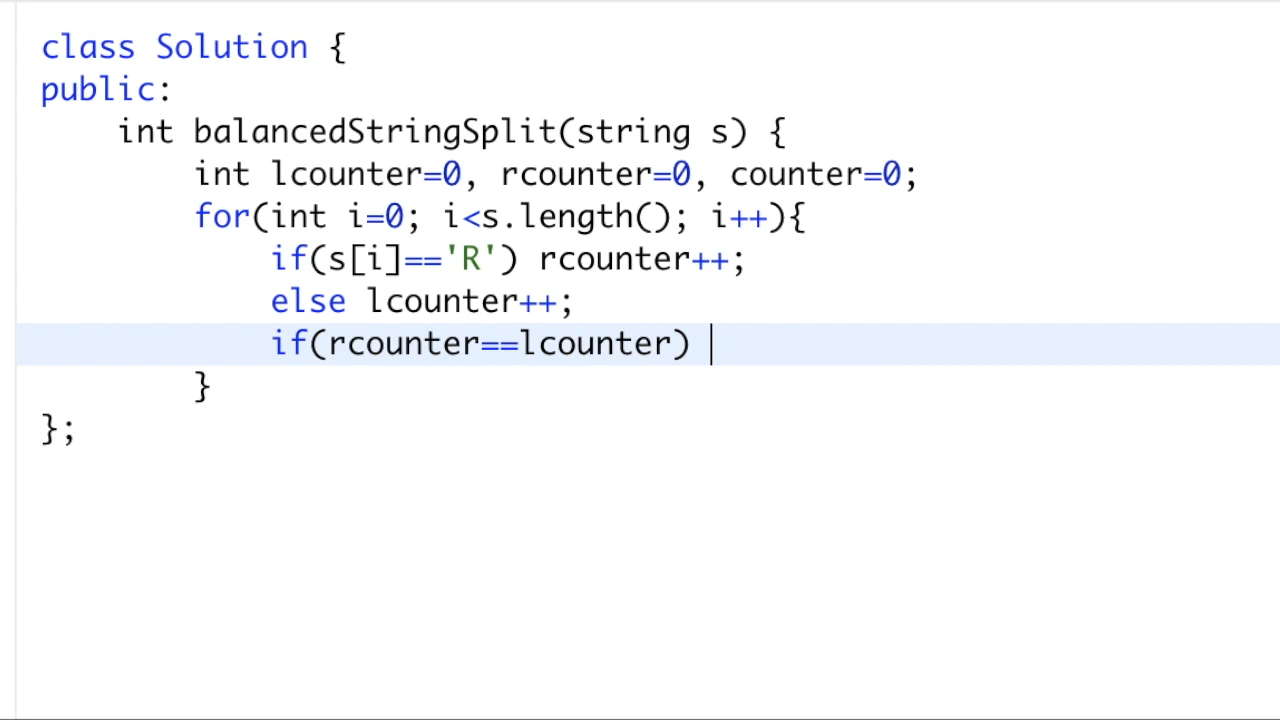 class Solution {
public:
    int balancedStringSplit(string s) {
        int lcounter=0, rcounter=0, counter=0;
        for(int i=0; i<s.length(); i++){
            if(s[i]=='R') rcounter++;
            else lcounter++;
            if(rcounter==lcounter)
        }
};